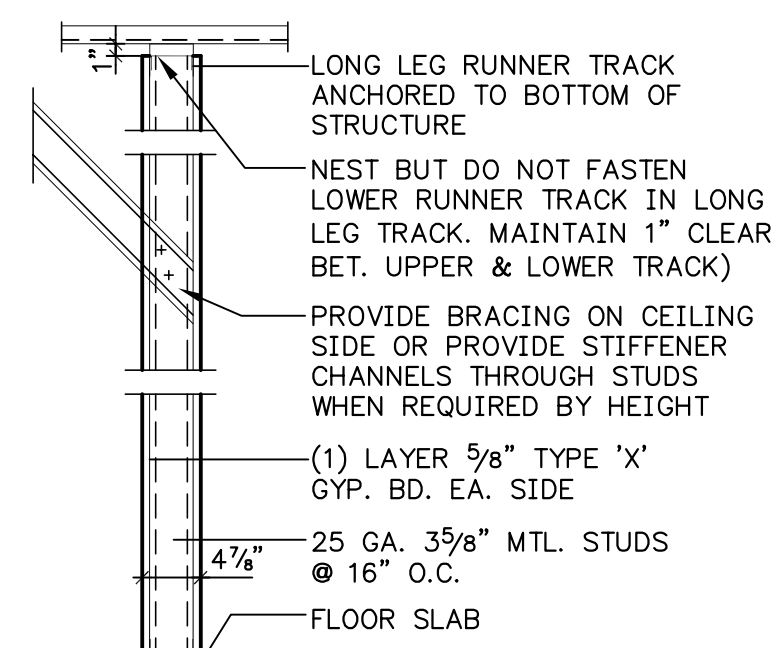 1"
LONG LEG RUNNER TRACK
ANCHORED TO BOTTOM OF
STRUCTURE
NEST BUT DO NOT FASTEN
LOWER RUNNER TRACK IN LONG
LEG TRACK. MAINTAIN 1" CLEAR
BET. UPPER & LOWER TRACK)
PROVIDE BRACING ON CEILING
SIDE OR PROVIDE STIFFENER
CHANNELS THROUGH STUDS
WHEN REQUIRED BY HEIGHT
(1) LAYER 5/8" TYPE 'X'
GYP. BD. EA. SIDE
25 GA. 3 5/8" MTL. STUDS
@ 16" O.C.
4 7/8"
FLOOR SLAB